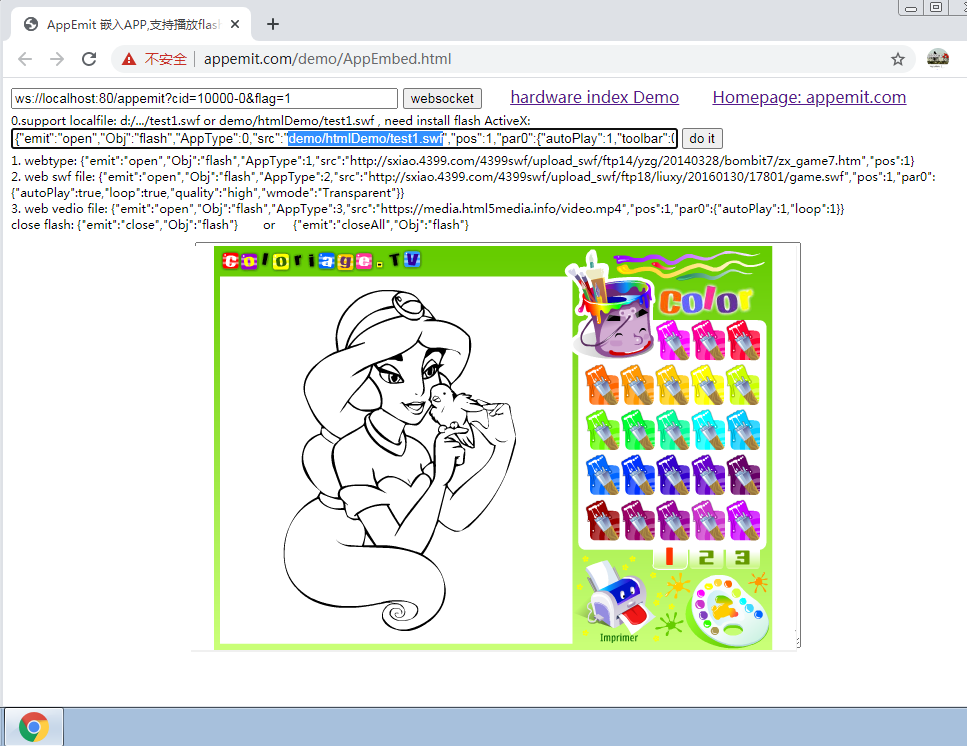 AppEmit 嵌入APP,支持播放flash
不安全 appemit.com/demo/AppEmbed.html
ws://localhost:80/appemit?cid=10000-0&flag=1 websocket hardware index Demo Homepage: appemit.com
0.support localfile: d:/.../test1.swf or demo/htmlDemo/test1.swf , need install flash ActiveX:
{"emit":"open","Obj":"flash","AppType":0,"src":"demo/htmlDemo/test1.swf","pos":1,"par0":{"autoPlay":1,"toolbar":0 do it
1. webtype: {"emit":"open","Obj":"flash","AppType":1,"src":"http://sxiao.4399.com/4399swf/upload_swf/ftp14/yzg/20140328/bombit7/zx_game7.htm","pos":1}
2. web swf file: {"emit":"open","Obj":"flash","AppType":2,"src":"http://sxiao.4399.com/4399swf/upload_swf/ftp18/liuxy/20160130/17801/game.swf","pos":1,"par0":
{"autoPlay":true,"loop":true,"quality":"high","wmode":"Transparent"}}
3. web vedio file: {"emit":"open","Obj":"flash","AppType":3,"src":"https://media.html5media.info/video.mp4","pos":1,"par0":{"autoPlay":1,"loop":1}}
close flash: {"emit":"close","Obj":"flash"} or {"emit":"closeAll","Obj":"flash"}
Coloriage.TV
Color
1 2 3
Imprimer